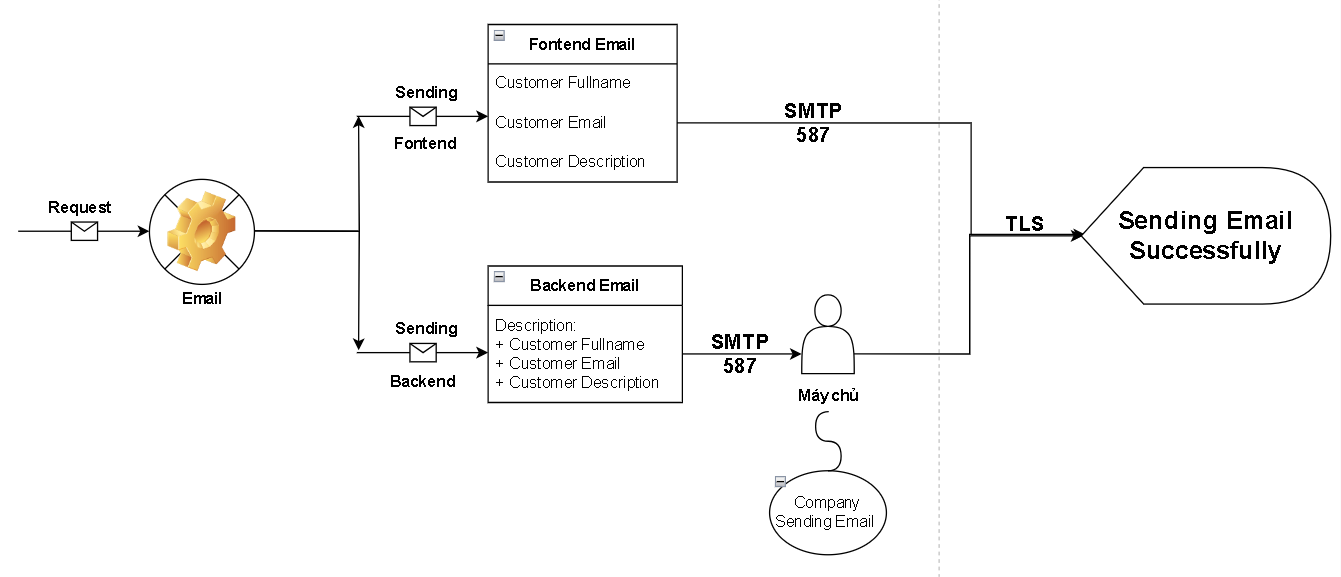 Request
Email
Sending
Fontend
Fontend Email
Customer Fullname
Customer Email
Customer Description
SMTP
587
Sending
Backend
Backend Email
Description:
+ Customer Fullname
+ Customer Email
+ Customer Description
SMTP
587
Máy chủ
Company
Sending Email
TLS
Sending Email
Successfully